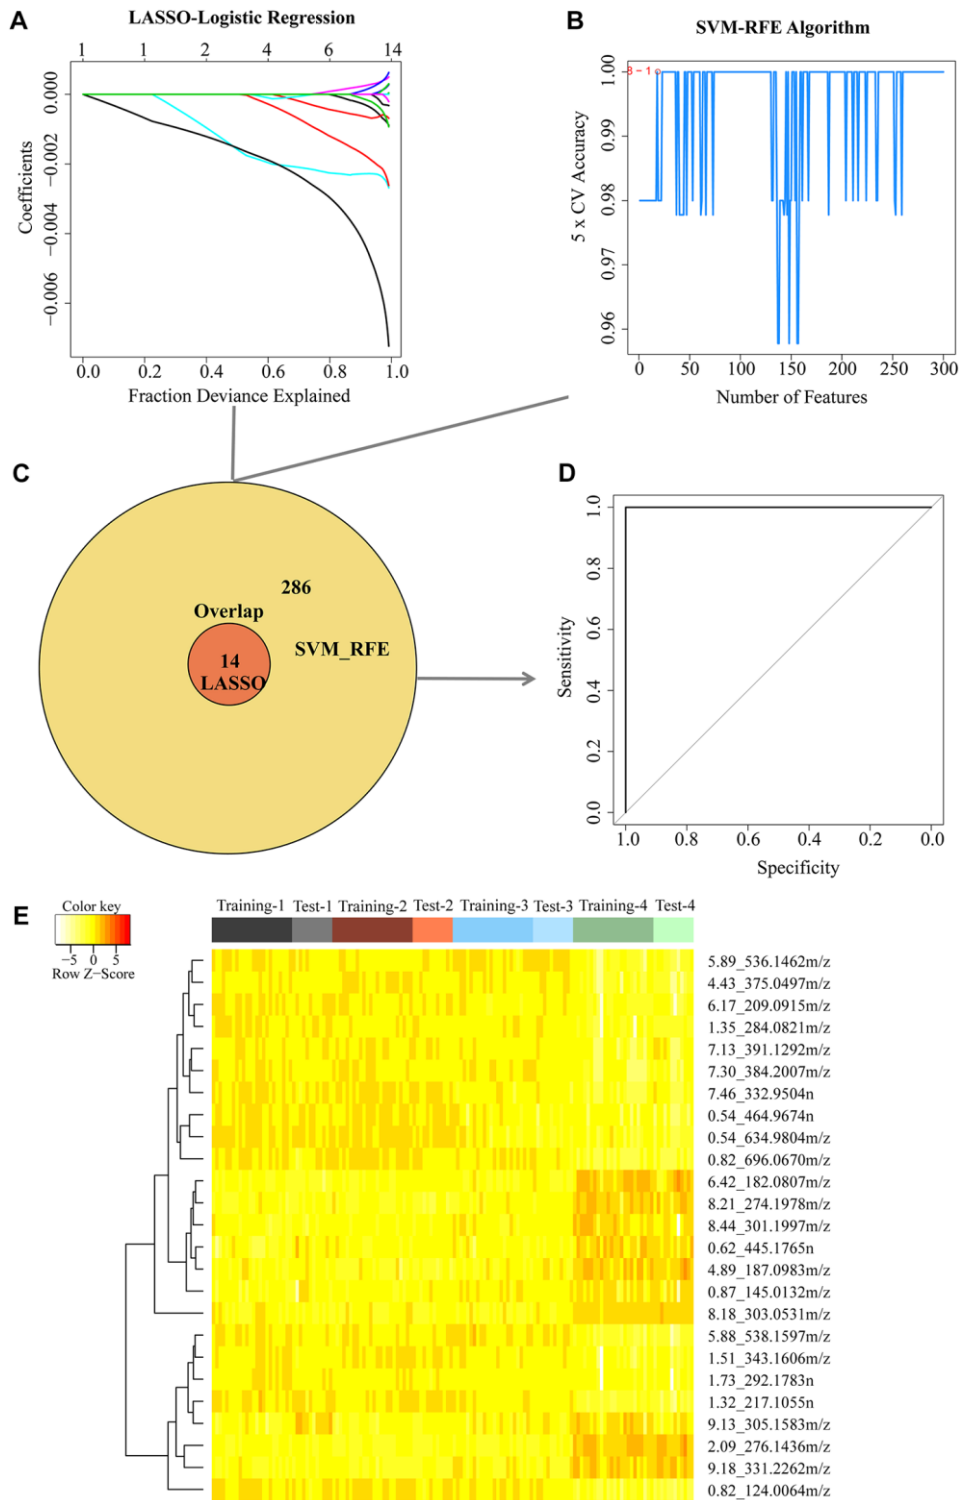 A
LASSO-Logistic Regression
1 1 2 4 6 14
0.000
−0.002
−0.004
−0.006
Coefficients
0.0 0.2 0.4 0.6 0.8 1.0
Fraction Deviance Explained
B
SVM-RFE Algorithm
1.00
0.99
0.98
0.97
0.96
5 x CV Accuracy
0 50 100 150 200 250 300
Number of Features
C
286
Overlap
SVM_RFE
14
LASSO
D
1.0
0.8
0.6
0.4
0.2
0.0
Sensitivity
1.0 0.8 0.6 0.4 0.2 0.0
Specificity
E
Color key
−5 0 5
Row Z−Score
Training-1 Test-1 Training-2 Test-2 Training-3 Test-3 Training-4 Test-4
5.89_536.1462m/z
4.43_375.0497m/z
6.17_209.0915m/z
1.35_284.0821m/z
7.13_391.1292m/z
7.30_384.2007m/z
7.46_332.9504n
0.54_464.9674n
0.54_634.9804m/z
0.82_696.0670m/z
6.42_182.0807m/z
8.21_274.1978m/z
8.44_301.1997m/z
0.62_445.1765n
4.89_187.0983m/z
0.87_145.0132m/z
8.18_303.0531m/z
5.88_538.1597m/z
1.51_343.1606m/z
1.73_292.1783n
1.32_217.1055n
9.13_305.1583m/z
2.09_276.1436m/z
9.18_331.2262m/z
0.82_124.0064m/z